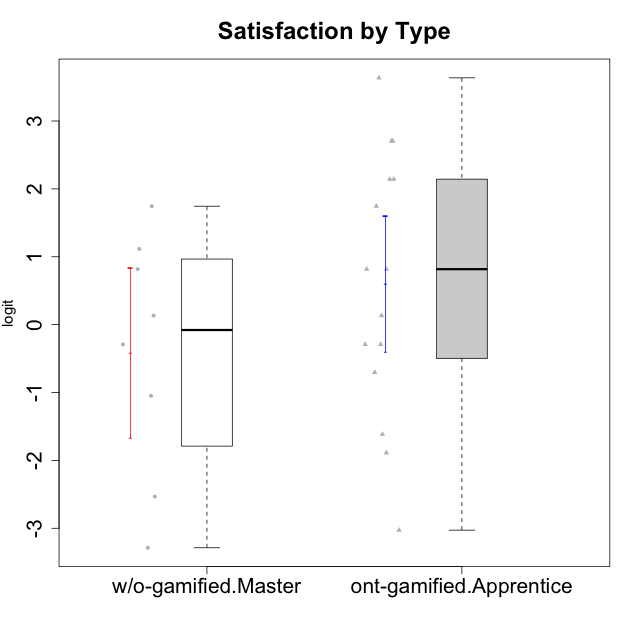 Satisfaction by Type
logit
3
2
1
0
-1
-2
-3
w/o-gamified.Master
ont-gamified.Apprentice